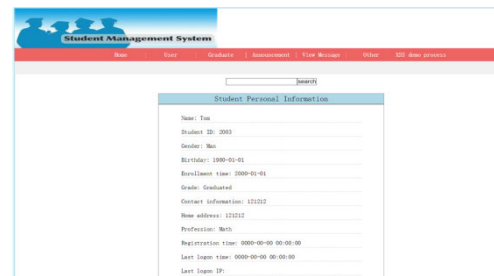 Student Management System
Home User Graduate Announcement View Message Other XSS demo process
search
Student Personal Information
Name: Tom
Student ID: 2003
Gender: Man
Birthday: 1980-01-01
Enrollment time: 2000-01-01
Grade: Graduated
Contact information: 121212
Home address: 121212
Profession: Math
Registration time: 0000-00-00 00:00:00
Last logon time: 0000-00-00 00:00:00
Last logon IP: